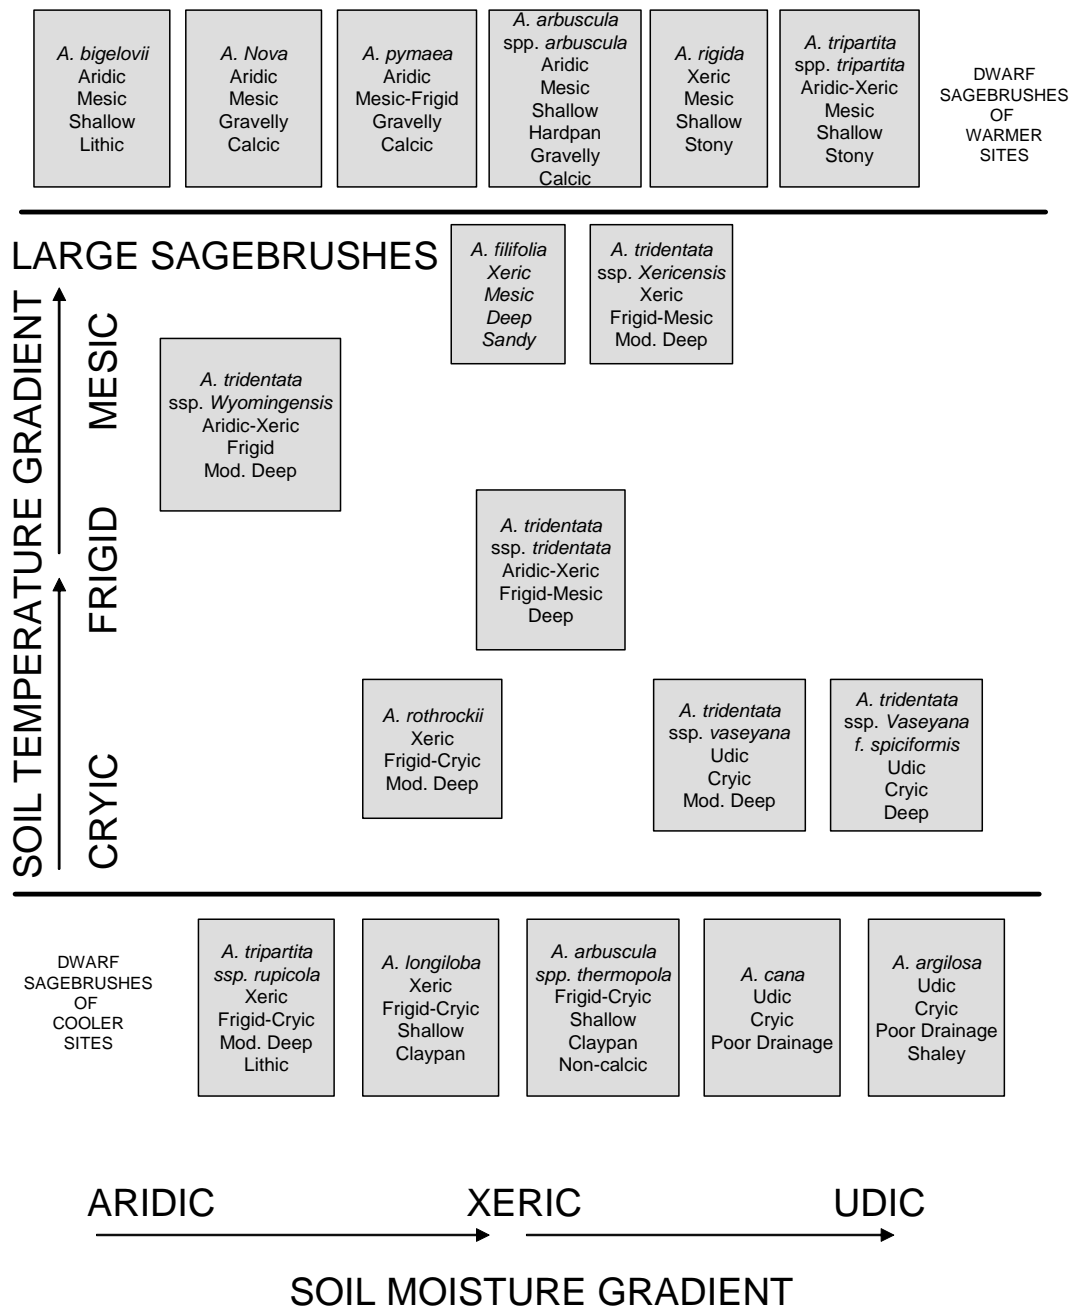 A. bigelovii
Aridic
Mesic
Shallow
Lithic
A. Nova
Aridic
Mesic
Gravelly
Calcic
A. pymaea
Aridic
Mesic-Frigid
Gravelly
Calcic
A. arbuscula
spp. arbuscula
Aridic
Mesic
Shallow
Hardpan
Gravelly
Calcic
A. rigida
Xeric
Mesic
Shallow
Stony
A. tripartita
spp. tripartita
Aridic-Xeric
Mesic
Shallow
Stony
DWARF
SAGEBRUSHES
OF
WARMER
SITES
LARGE SAGEBRUSHES
A. filifolia
Xeric
Mesic
Deep
Sandy
A. tridentata
ssp. Xericensis
Xeric
Frigid-Mesic
Mod. Deep
SOIL TEMPERATURE GRADIENT
MESIC
FRIGID
CRYIC
A. tridentata
ssp. Wyomingensis
Aridic-Xeric
Frigid
Mod. Deep
A. tridentata
ssp. tridentata
Aridic-Xeric
Frigid-Mesic
Deep
A. rothrockii
Xeric
Frigid-Cryic
Mod. Deep
A. tridentata
ssp. vaseyana
Udic
Cryic
Mod. Deep
A. tridentata
ssp. Vaseyana
f. spiciformis
Udic
Cryic
Deep
DWARF
SAGEBRUSHES
OF
COOLER
SITES
A. tripartita
ssp. rupicola
Xeric
Frigid-Cryic
Mod. Deep
Lithic
A. longiloba
Xeric
Frigid-Cryic
Shallow
Claypan
A. arbuscula
spp. thermopola
Frigid-Cryic
Shallow
Claypan
Non-calcic
A. cana
Udic
Cryic
Poor Drainage
A. argilosa
Udic
Cryic
Poor Drainage
Shaley
ARIDIC
XERIC
UDIC
SOIL MOISTURE GRADIENT